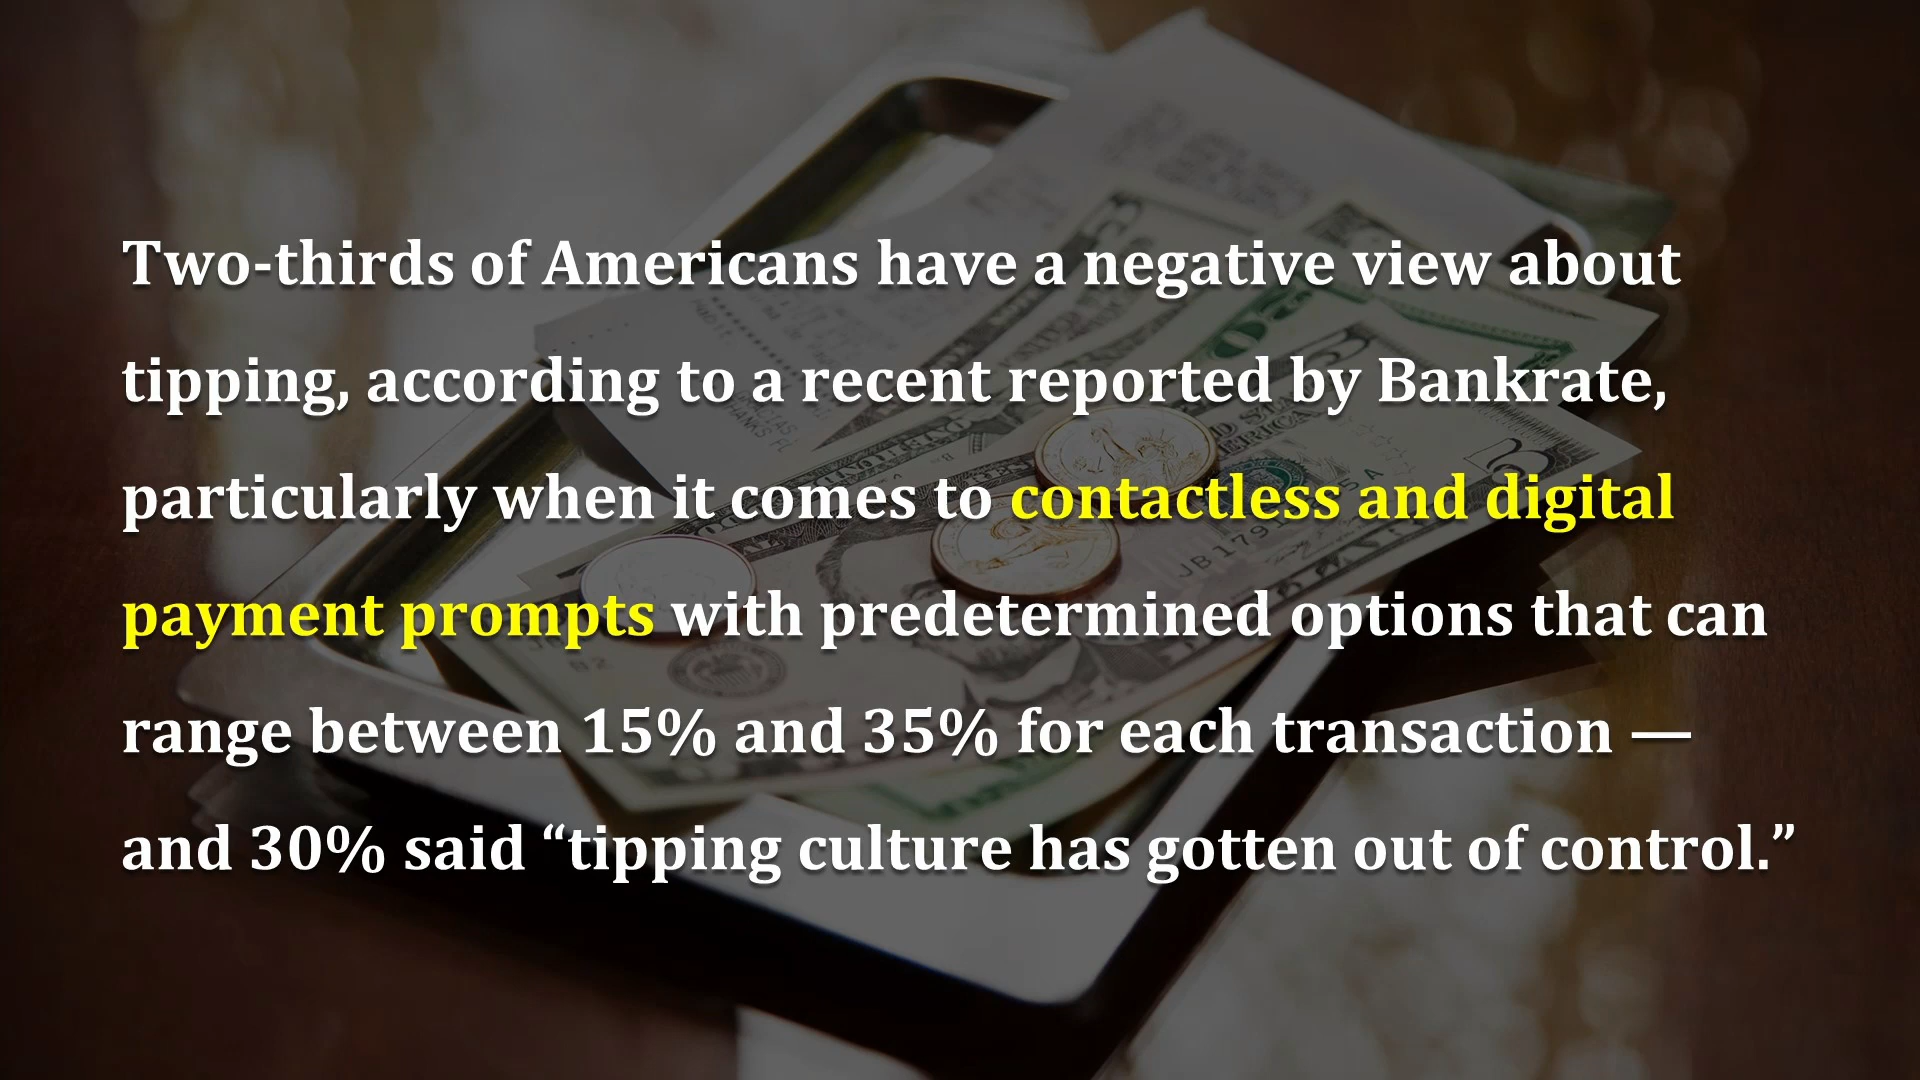 Two-thirds of Americans have a negative view about
tipping, according to a recent reported by Bankrate,
particularly when it comes to contactless and digital
payment prompts with predetermined options that can
range between 15% and 35% for each transaction —
and 30% said “tipping culture has gotten out of control.”